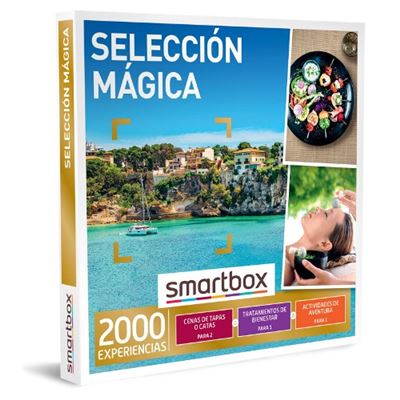 SELECCIÓN
MÁGICA
SELECCIÓN MÁGICA
smartbox
smartbox
2000
EXPERIENCIAS
CENAS DE TAPAS
O CATAS
PARA 2
TRATAMIENTOS DE
BIENESTAR
PARA 1
ACTIVIDADES DE
AVENTURA
PARA 1